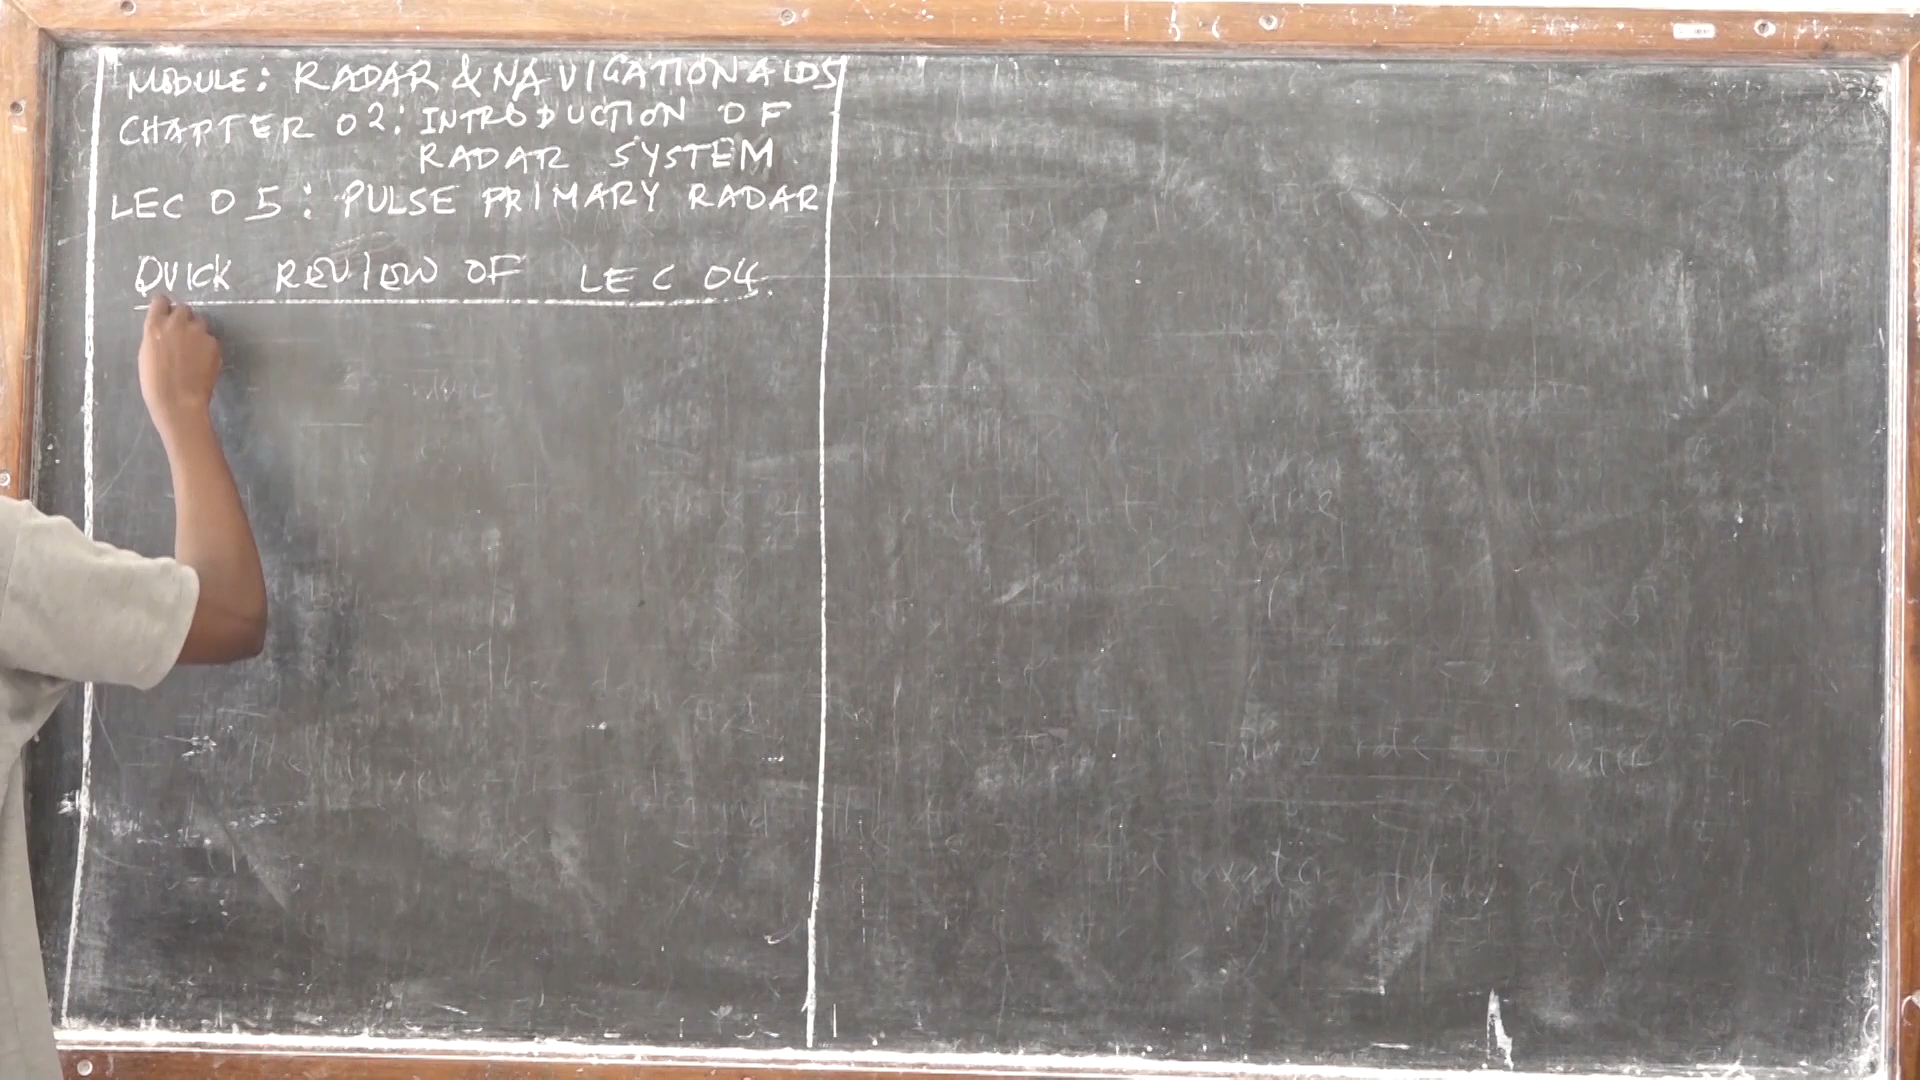 MODULE: RADAR & NAVIGATION AIDS
CHAPTER 02: INTRODUCTION OF
RADAR SYSTEM
LEC 05: PULSE PRIMARY RADAR
QUICK REVIEW OF LEC 04.